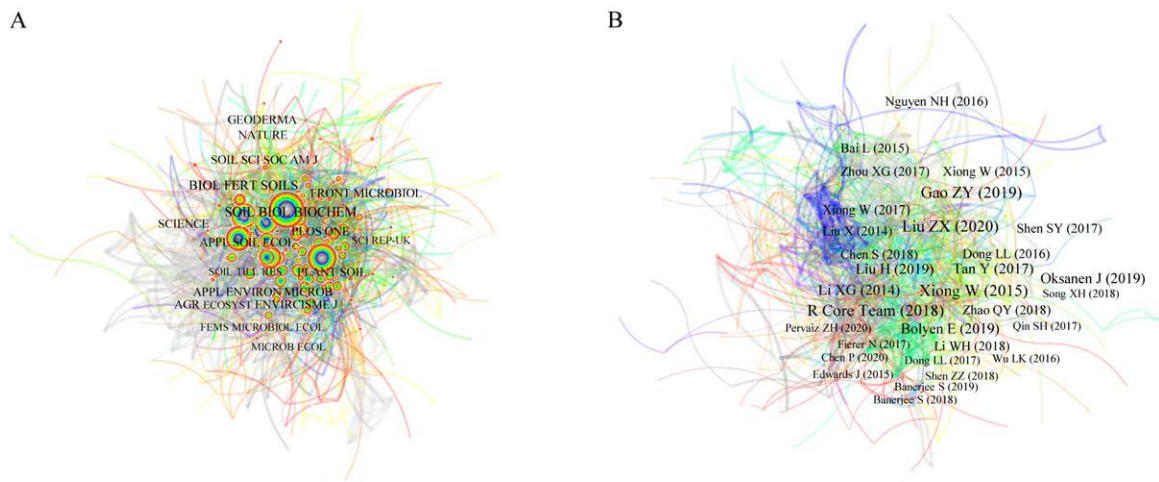 A
GEODERMA
NATURE
SOIL SCI SOC AM J
BIOL FERT SOILS
FRONT MICROBIOL
SOIL BIOL BIOCHEM
SCIENCE
PLOS ONE
APPL SOIL ECOL
SCI REP-UK
SOIL TILL RES
PLANT SOIL
APPL ENVIRON MICROB
AGR ECOSYST ENVIRCISME J
FEMS MICROBIOL ECOL
MICROB ECOL
B
Nguyen NH (2016)
Bai L (2015)
Zhou XG (2017)
Xiong W (2015)
Gao ZY (2019)
Xiong W (2017)
Liu X (2014)
Liu ZX (2020)
Shen SY (2017)
Chen S (2018)
Dong LL (2016)
Liu H (2019)
Tan Y (2017)
Oksanen J (2019)
Li XG (2014)
Xiong W (2015)
Song XH (2018)
R Core Team (2018)
Zhao QY (2018)
Pervaiz ZH (2020)
Bolyen E (2019)
Qin SH (2017)
Fierer N (2017)
Li WH (2018)
Chen P (2020)
Dong LL (2017)
Wu LK (2016)
Edwards J (2015)
Shen ZZ (2018)
Banerjee S (2019)
Banerjee S (2018)